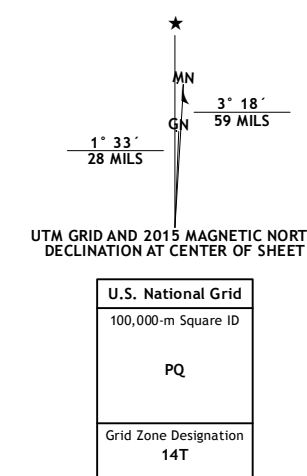 ★
MN
3° 18´
59 MILS
GN
1° 33´
28 MILS
UTM GRID AND 2015 MAGNETIC NORT
DECLINATION AT CENTER OF SHEET
U.S. National Grid
100,000-m Square ID
PQ
Grid Zone Designation
14T